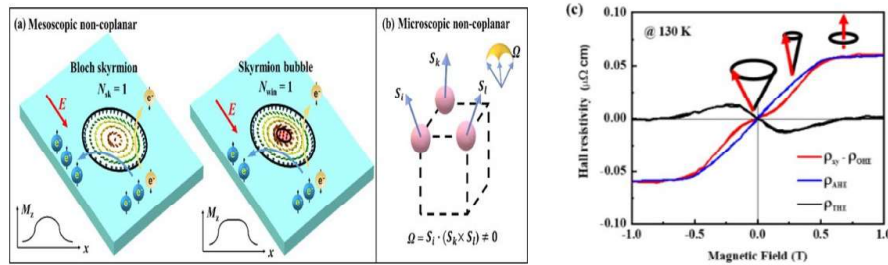 (a) Mesoscopic non-coplanar
Bloch skyrmion
N_sk = 1
E
e⁻
e⁻
e⁻
e⁻
e⁻
M_z
x
Skyrmion bubble
N_win = 1
E
e⁻
e⁻
e⁻
e⁻
e⁻
M_z
x
(b) Microscopic non-coplanar
S_k
Ω
S_i
S_l
Ω = S_i · (S_k × S_l) ≠ 0
(c)
@ 130 K
Hall resistivity (μΩ cm)
0.10
0.05
0.00
-0.05
-0.10
ρ_xy - ρ_OHE
ρ_AHE
ρ_THE
-1.0 -0.5 0.0 0.5 1.0
Magnetic Field (T)